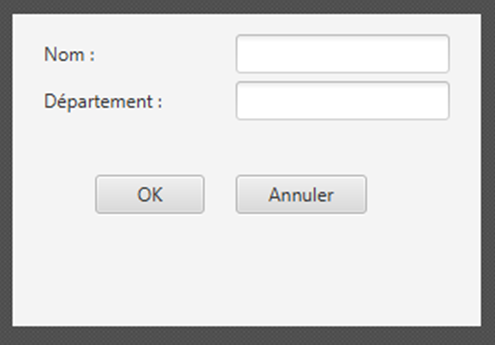 Nom :
Département :
OK Annuler